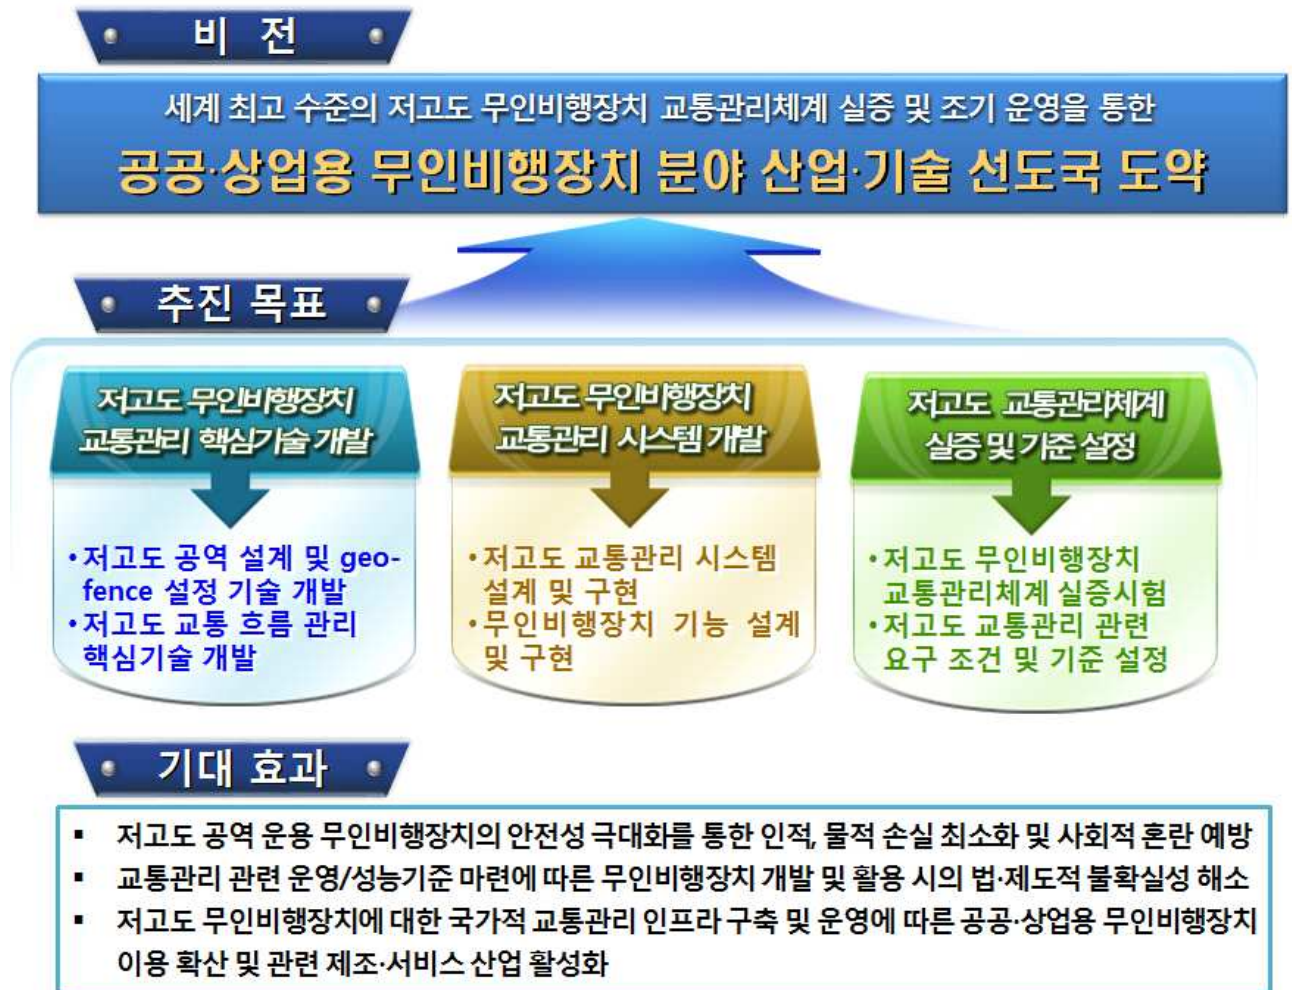 비 전
세계 최고 수준의 저고도 무인비행장치 교통관리체계 실증 및 조기 운영을 통한
공공·상업용 무인비행장치 분야 산업·기술 선도국 도약
추진 목표
저고도 무인비행장치
교통관리 핵심기술 개발
• 저고도 공역 설계 및 geo-
fence 설정 기술 개발
• 저고도 교통 흐름 관리
핵심기술 개발
저고도 무인비행장치
교통관리 시스템 개발
• 저고도 교통관리 시스템
설계 및 구현
• 무인비행장치 기능 설계
및 구현
저고도 교통관리체계
실증 및 기준 설정
• 저고도 무인비행장치
교통관리체계 실증시험
• 저고도 교통관리 관련
요구 조건 및 기준 설정
기대 효과
▪ 저고도 공역 운용 무인비행장치의 안전성 극대화를 통한 인적, 물적 손실 최소화 및 사회적 혼란 예방
▪ 교통관리 관련 운영/성능기준 마련에 따른 무인비행장치 개발 및 활용 시의 법·제도적 불확실성 해소
▪ 저고도 무인비행장치에 대한 국가적 교통관리 인프라 구축 및 운영에 따른 공공·상업용 무인비행장치
이용 확산 및 관련 제조·서비스 산업 활성화